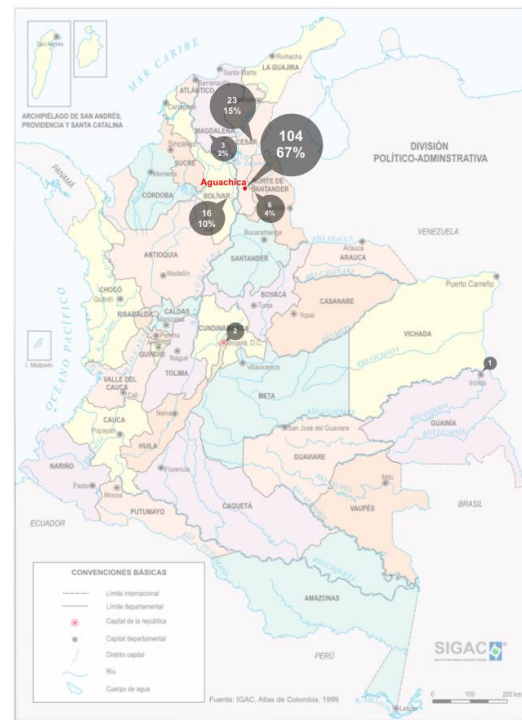 San Andrés
ARCHIPIÉLAGO DE SAN ANDRÉS,
PROVIDENCIA Y SANTA CATALINA
MAR CARIBE
Riohacha
LA GUAJIRA
Santa Marta
Barranquilla
ATLÁNTICO
Cartagena
23
15%
MAGDALENA
CESAR
104
67%
3
2%
DIVISIÓN
POLÍTICO-ADMINSTRATIVA
Sincelejo
SUCRE
Montería
CÓRDOBA
PANAMÁ
Aguachica
NORTE DE
SANTANDER
BOLÍVAR
6
4%
16
10%
VENEZUELA
Bucaramanga
SANTANDER
ANTIOQUIA
Medellín
RÍO ARAUCA
Arauca
ARAUCA
Puerto Carreño
BOYACÁ
Tunja
CASANARE
Yopal
CHOCÓ
Quibdó
RISARALDA
CALDAS
Manizales
Pereira
CUNDINAMARCA
2
Bogotá, D.C.
VICHADA
OCÉANO PACÍFICO
I. Malpelo
QUINDÍO
Ibagué
TOLIMA
Villavicencio
META
1
Inírida
GUAINÍA
VALLE DEL
CAUCA
Cali
CAUCA
Popayán
Neiva
HUILA
San José del Guaviare
GUAVIARE
Mitú
VAUPÉS
NARIÑO
Pasto
Mocoa
PUTUMAYO
Florencia
CAQUETÁ
BRASIL
ECUADOR
AMAZONAS
PERÚ
Leticia
CONVENCIONES BÁSICAS
Límite internacional
Límite departamental
Capital de la república
Capital departamental
Distrito capital
Río
Cuerpo de agua
Fuente: IGAC, Atlas de Colombia, 1999
SIGAC
0 100 200 km